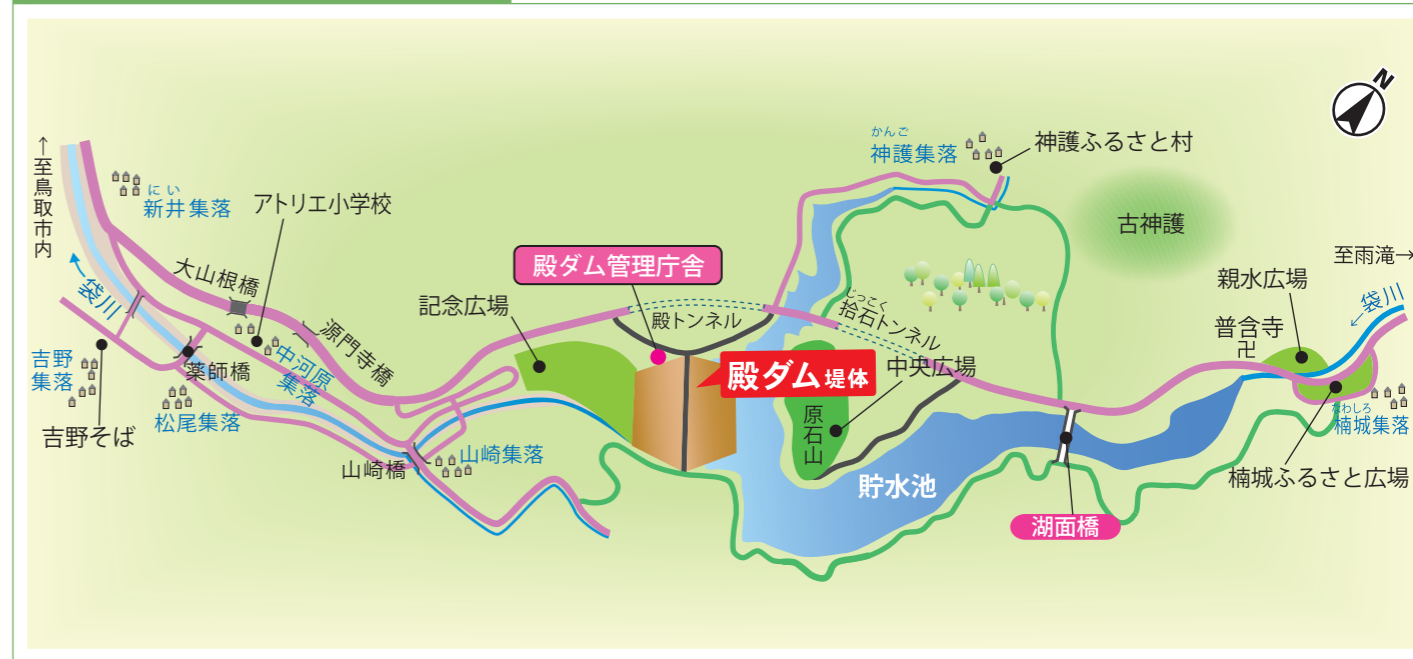 N
↑至鳥取市内
にい
新井集落
アトリエ小学校
大山根橋
源門寺橋
袋川
吉野
集落
吉野そば
薬師橋
松尾集落
中河原
集落
山崎橋
山崎集落
記念広場
殿ダム管理庁舎
殿トンネル
殿ダム堤体
じっこく
拾石トンネル
中央広場
原石山
貯水池
かんご
神護集落
神護ふるさと村
古神護
湖面橋
至雨滝→
←袋川
親水広場
普含寺
卍
なわしろ
楠城集落
楠城ふるさと広場